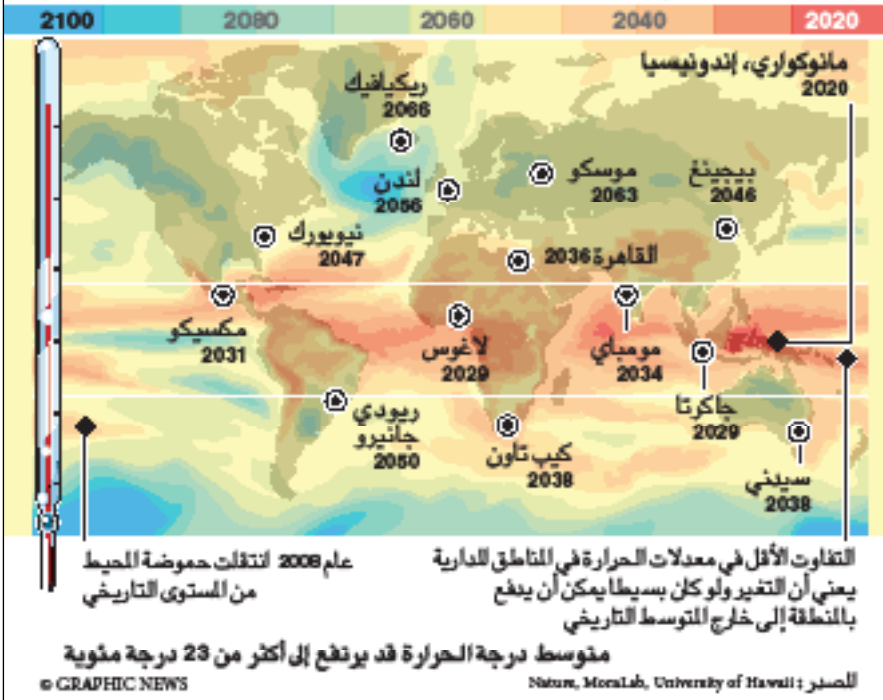 2100 2080 2060 2040 2020
مانوكواري، إندونيسيا
2020
ريكيافيك
2066
موسكو
2063
بيجينغ
2046
لندن
2056
نيويورك
2047
القاهرة 2036
مكسيكو
2031
لاغوس
2029
مومباي
2034
جاكرتا
2029
ريودي
جانيرو
2050
كيب تاون
2038
سيدني
2038
التفاوت الأقل في معدلات الحرارة في المناطق المدارية
يعني أن التغير ولو كان بسيطا يمكن أن يدفع
بالمنطقة إلى خارج المتوسط التاريخي
عام 2008 انتقلت حموضة المحيط
من المستوى التاريخي
متوسط درجة الحرارة قد يرتفع إلى أكثر من 23 درجة مئوية
المصدر: Nature, MoraLab, University of Hawaii
© GRAPHIC NEWS